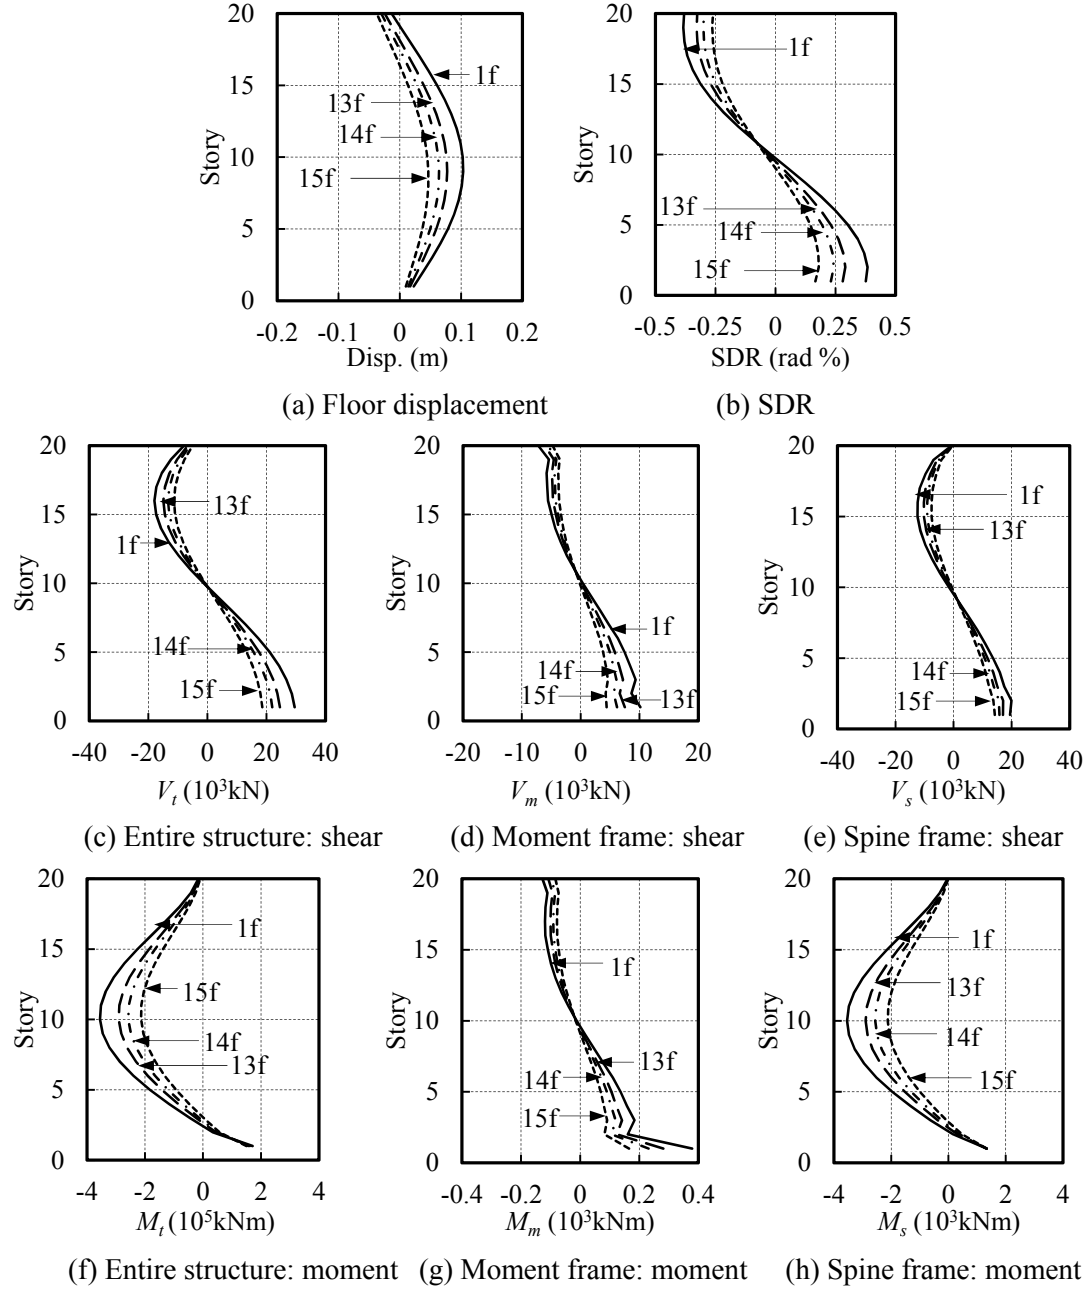 20
15
10
5
0
Story
1f
13f
14f
15f
-0.2 -0.1 0 0.1 0.2
Disp. (m)
(a) Floor displacement
20
15
10
5
0
Story
1f
13f
14f
15f
-0.5 -0.25 0 0.25 0.5
SDR (rad %)
(b) SDR
20
15
10
5
0
Story
13f
1f
14f
15f
-40 -20 0 20 40
Vt (10³kN)
(c) Entire structure: shear
20
15
10
5
0
Story
1f
14f
15f
13f
-20 -10 0 10 20
Vm (10³kN)
(d) Moment frame: shear
20
15
10
5
0
Story
1f
13f
14f
15f
-40 -20 0 20 40
Vs (10³kN)
(e) Spine frame: shear
20
15
10
5
0
Story
1f
15f
14f
13f
-4 -2 0 2 4
Mt (10⁵kNm)
(f) Entire structure: moment
20
15
10
5
0
Story
1f
13f
14f
15f
-0.4 -0.2 0 0.2 0.4
Mm (10³kNm)
(g) Moment frame: moment
20
15
10
5
0
Story
1f
13f
14f
15f
-4 -2 0 2 4
Ms (10³kNm)
(h) Spine frame: moment